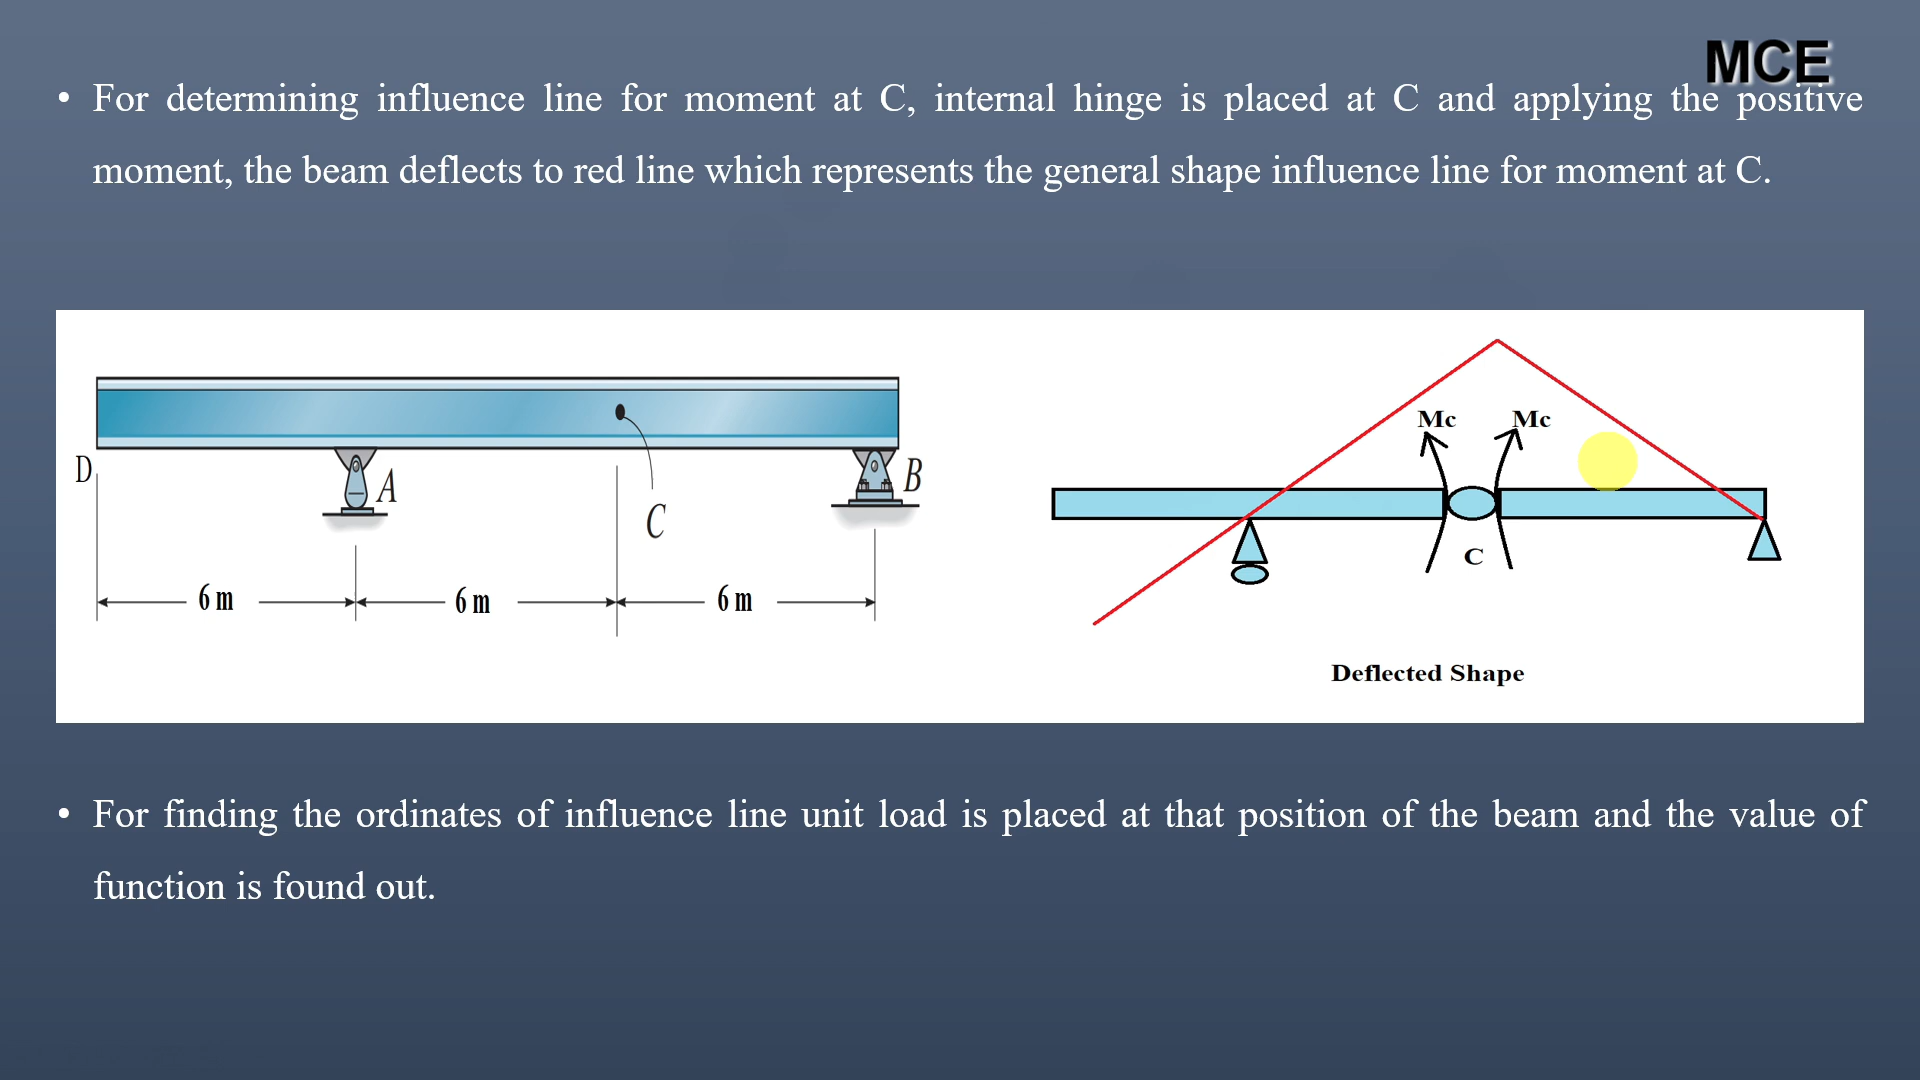 MCE
• For determining influence line for moment at C, internal hinge is placed at C and applying the positive
moment, the beam deflects to red line which represents the general shape influence line for moment at C.
D
A
B
C
6 m
6 m
6 m
Mc
Mc
C
Deflected Shape
• For finding the ordinates of influence line unit load is placed at that position of the beam and the value of
function is found out.